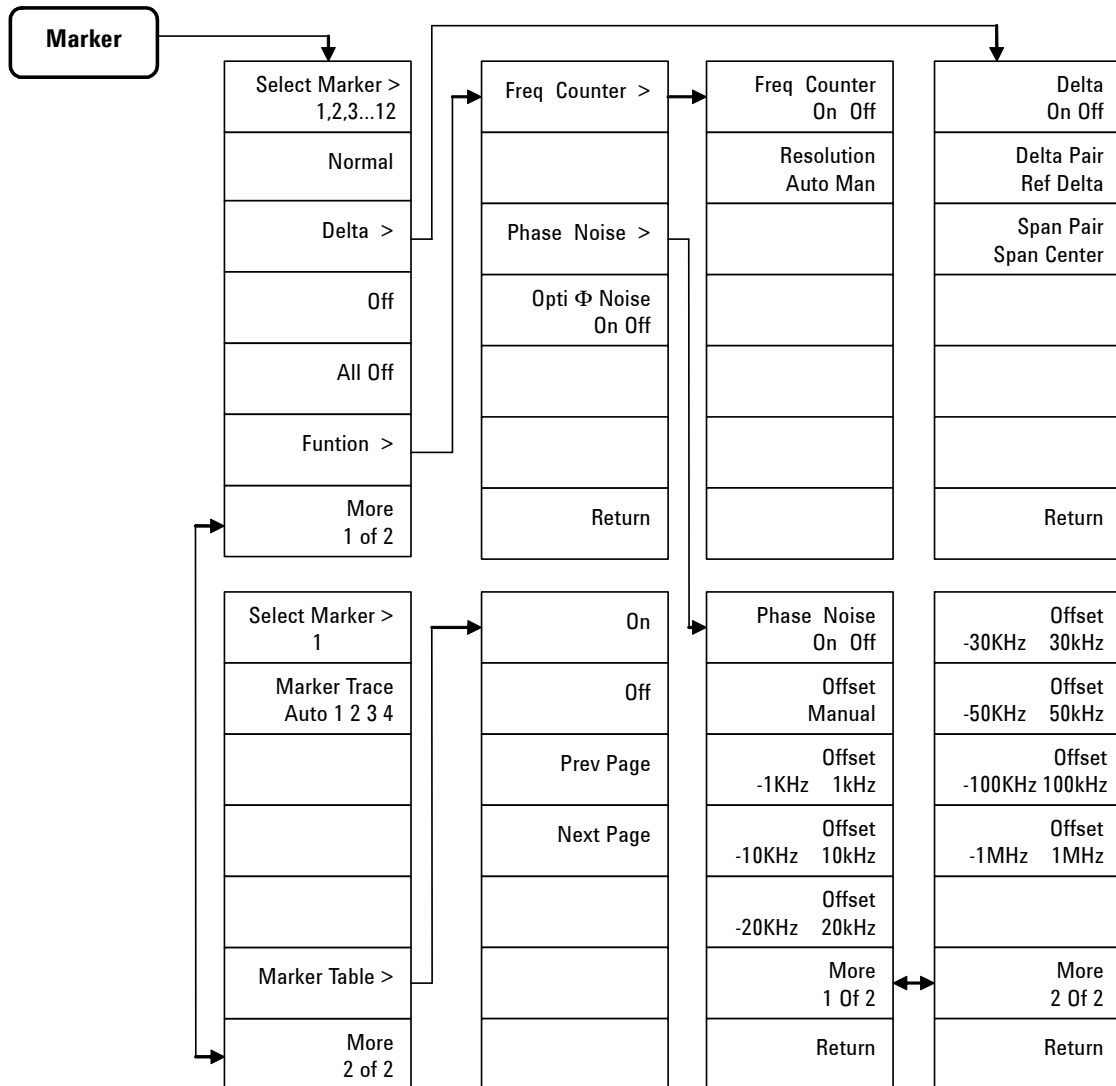 Marker
Select Marker >
1,2,3...12
Normal
Delta >
Off
All Off
Funtion >
More
1 of 2
Freq Counter >
Phase Noise >
Opti Φ Noise
On Off
Return
Freq Counter
On Off
Resolution
Auto Man
Delta
On Off
Delta Pair
Ref Delta
Span Pair
Span Center
Return
Select Marker >
1
Marker Trace
Auto 1 2 3 4
Marker Table >
More
2 of 2
On
Off
Prev Page
Next Page
Phase Noise
On Off
Offset
Manual
Offset
-1KHz 1kHz
Offset
-10KHz 10kHz
Offset
-20KHz 20kHz
More
1 Of 2
Return
Offset
-30KHz 30kHz
Offset
-50KHz 50kHz
Offset
-100KHz 100kHz
Offset
-1MHz 1MHz
More
2 Of 2
Return